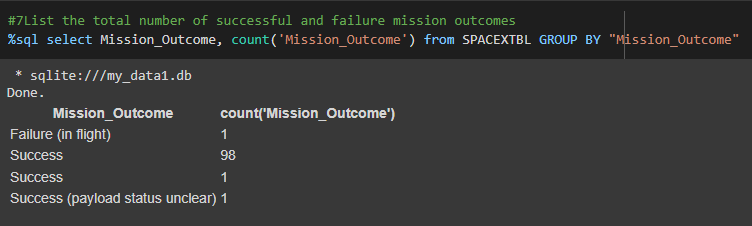 #7List the total number of successful and failure mission outcomes
%sql select Mission_Outcome, count('Mission_Outcome') from SPACEXTBL GROUP BY "Mission_Outcome"
* sqlite:///my_data1.db
Done.
Mission_Outcome count('Mission_Outcome')
Failure (in flight) 1
Success 98
Success 1
Success (payload status unclear) 1